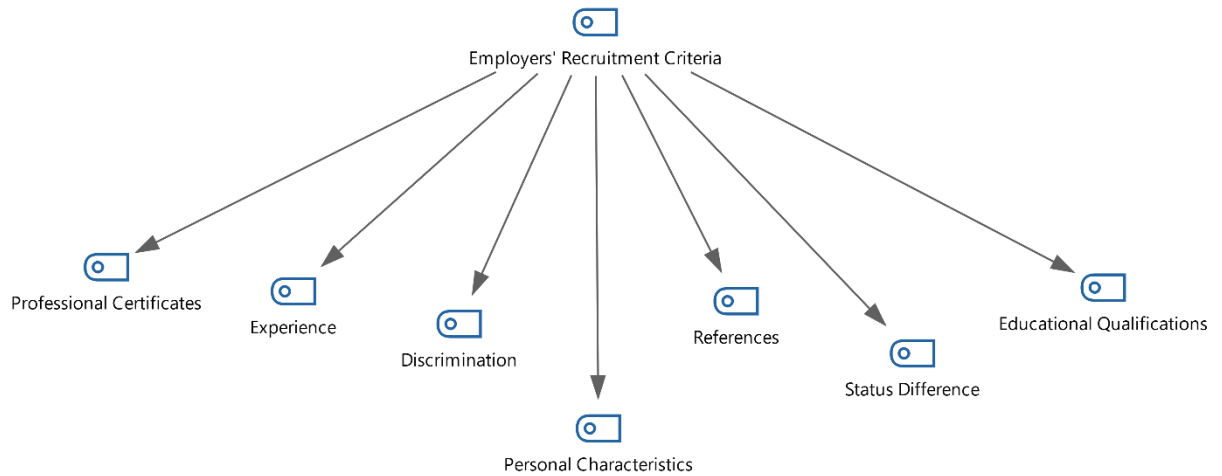 Employers' Recruitment Criteria
Professional Certificates
Experience
Discrimination
Personal Characteristics
References
Status Difference
Educational Qualifications